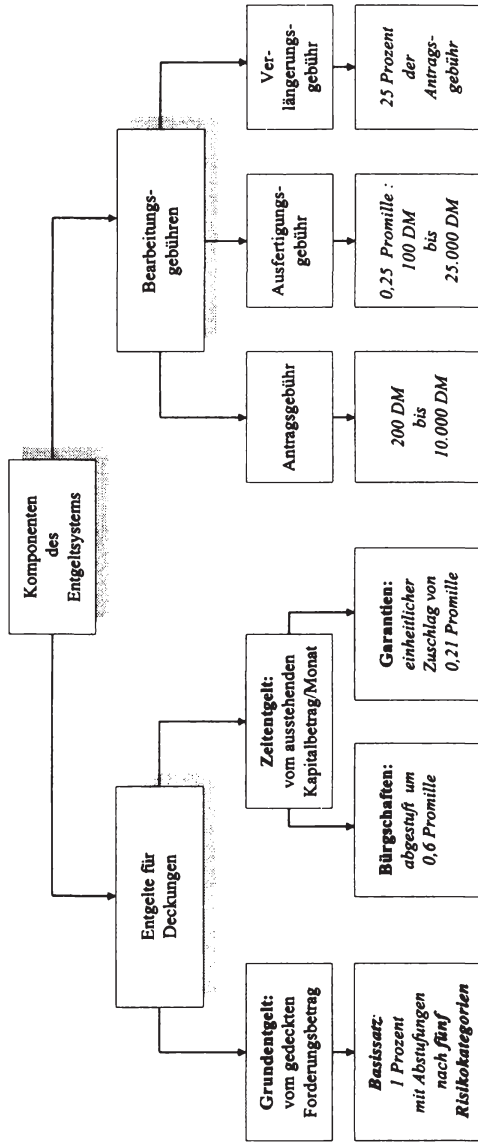 Komponenten
des
Entgeltsystems
Entgelte für
Deckungen
Bearbeitungs-
gebühren
Grundentgelt:
vom gedeckten
Forderungsbetrag
Zeitentgelt:
vom ausstehenden
Kapitalbetrag/Monat
Antragsgebühr
Ausfertigungs-
gebühr
Ver-
längerungs-
gebühr
Basissatz:
1 Prozent
mit Abstufungen
nach fünf
Risikokategorien
Bürgschaften:
abgestuft um
0,6 Promille
Garantien:
einheitlicher
Zuschlag von
0,21 Promille
200 DM
bis
10.000 DM
0,25 Promille :
100 DM
bis
25.000 DM
25 Prozent
der
Antrags-
gebühr